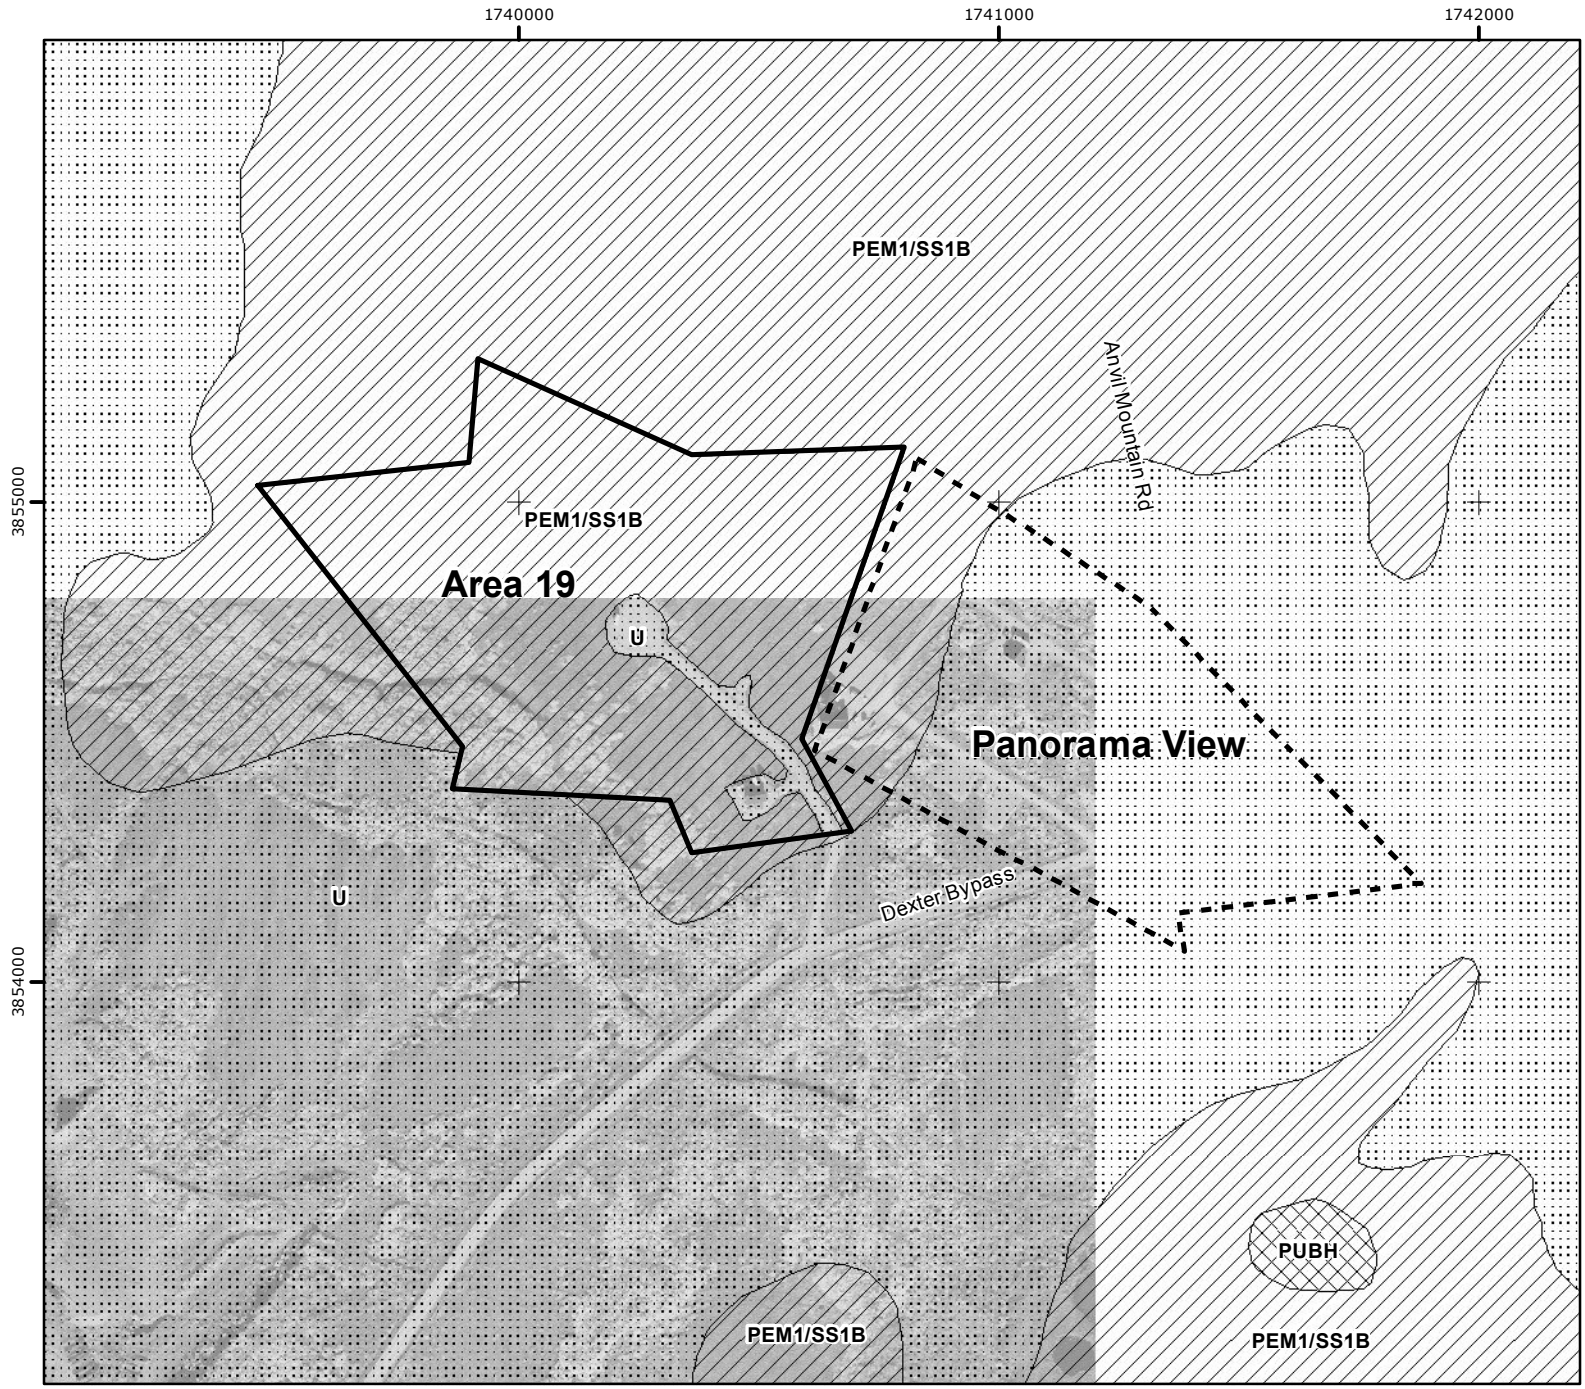 1740000
1741000
1742000
PEM1/SS1B
Anvil Mountain Rd
3855000
PEM1/SS1B
Area 19
U
Panorama View
U
Dexter Bypass
3854000
PUBH
PEM1/SS1B
PEM1/SS1B